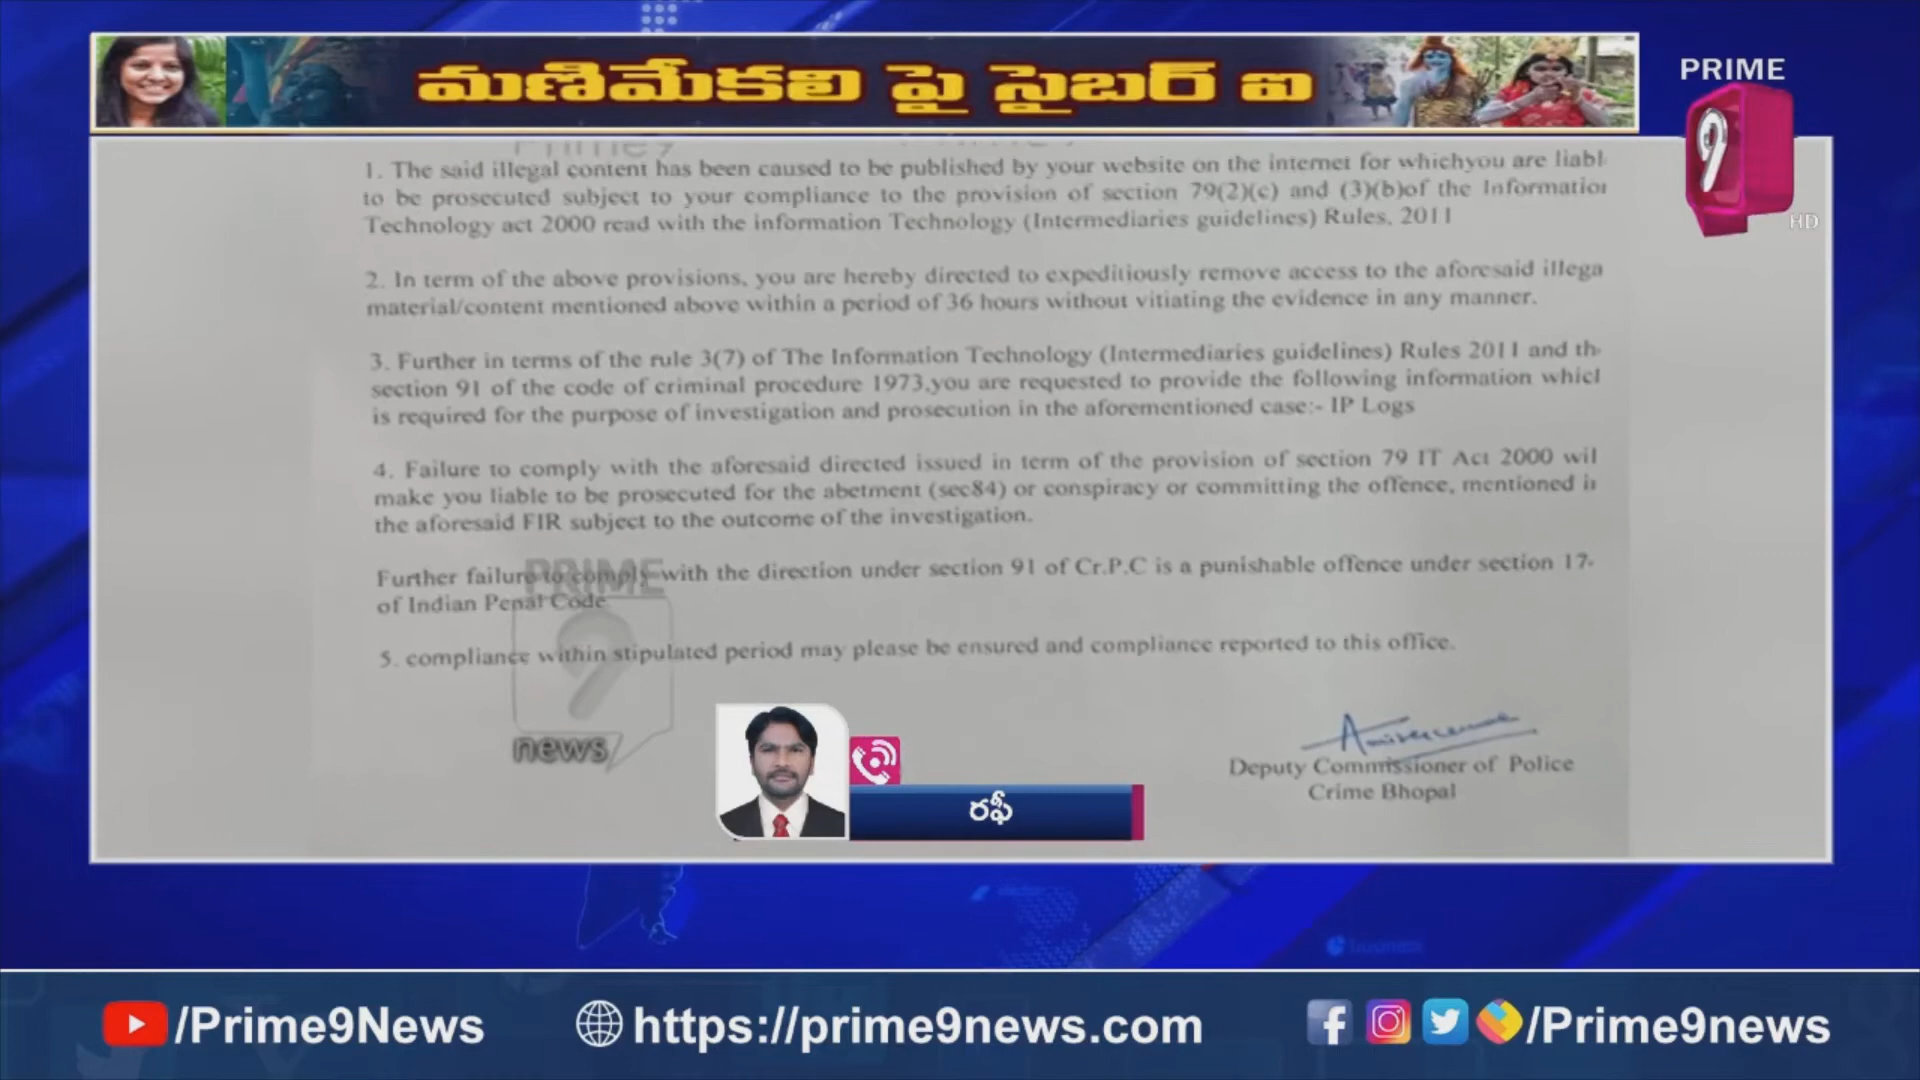 మణిమేకలి పై సైబర్ ఐ
PRIME
9
HD
1. The said illegal content has been caused to be published by your website on the internet for whichyou are liabl
to be prosecuted subject to your compliance to the provision of section 79(2)(c) and (3)(b)of the Informatio
Technology act 2000 read with the information Technology (Intermediaries guidelines) Rules, 2011
2. In term of the above provisions, you are hereby directed to expeditiously remove access to the aforesaid illega
material/content mentioned above within a period of 36 hours without vitiating the evidence in any manner.
3. Further in terms of the rule 3(7) of The Information Technology (Intermediaries guidelines) Rules 2011 and th
section 91 of the code of criminal procedure 1973,you are requested to provide the following information whicl
is required for the purpose of investigation and prosecution in the aforementioned case:- IP Logs
4. Failure to comply with the aforesaid directed issued in term of the provision of section 79 IT Act 2000 wil
make you liable to be prosecuted for the abetment (sec84) or conspiracy or committing the offence, mentioned i
the aforesaid FIR subject to the outcome of the investigation.
Further failure to comply with the direction under section 91 of Cr.P.C is a punishable offence under section 17
of Indian Penal Code
5. compliance within stipulated period may please be ensured and compliance reported to this office.
PRIME
9
news
Deputy Commissioner of Police
Crime Bhopal
రఫీ
/Prime9News
https://prime9news.com
/Prime9news